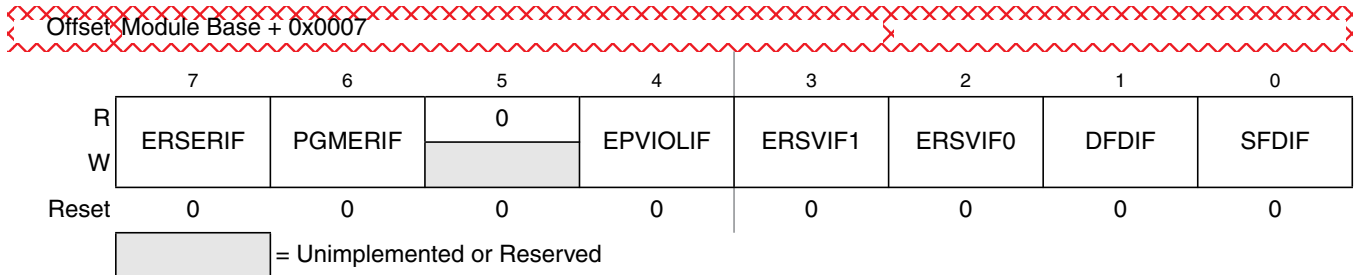 Offset Module Base + 0x0007
7 6 5 4 3 2 1 0
R 0
ERSERIF PGMERIF EPVIOLIF ERSVIF1 ERSVIF0 DFDIF SFDIF
W
Reset 0 0 0 0 0 0 0 0
= Unimplemented or Reserved